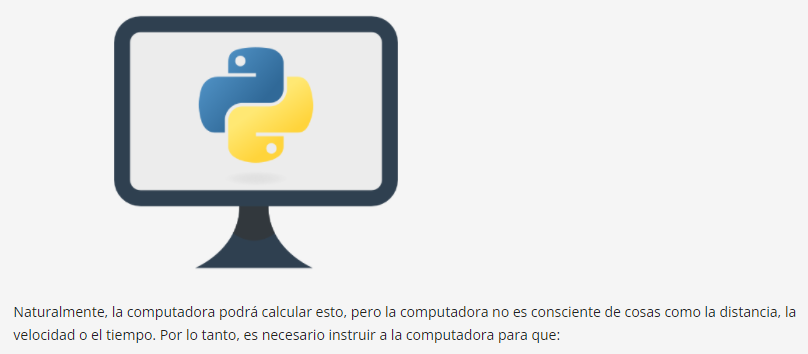 Naturalmente, la computadora podrá calcular esto, pero la computadora no es consciente de cosas como la distancia, la
velocidad o el tiempo. Por lo tanto, es necesario instruir a la computadora para que: